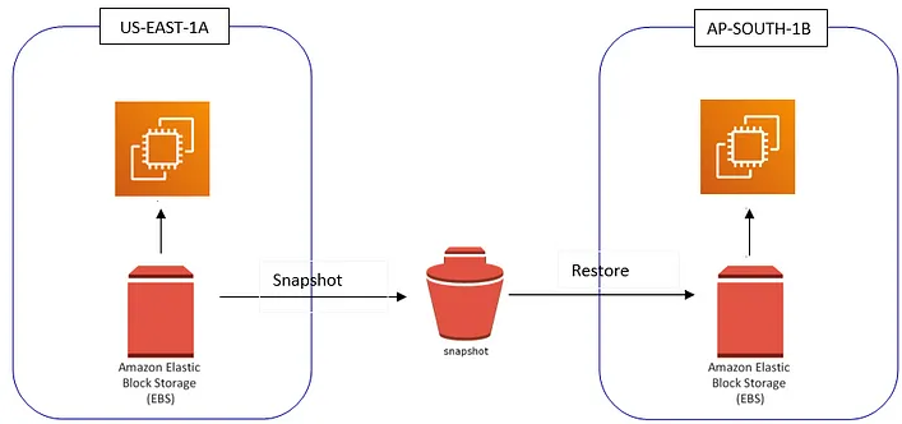 US-EAST-1A
AP-SOUTH-1B
Snapshot
Restore
snapshot
Amazon Elastic
Block Storage
(EBS)
Amazon Elastic
Block Storage
(EBS)